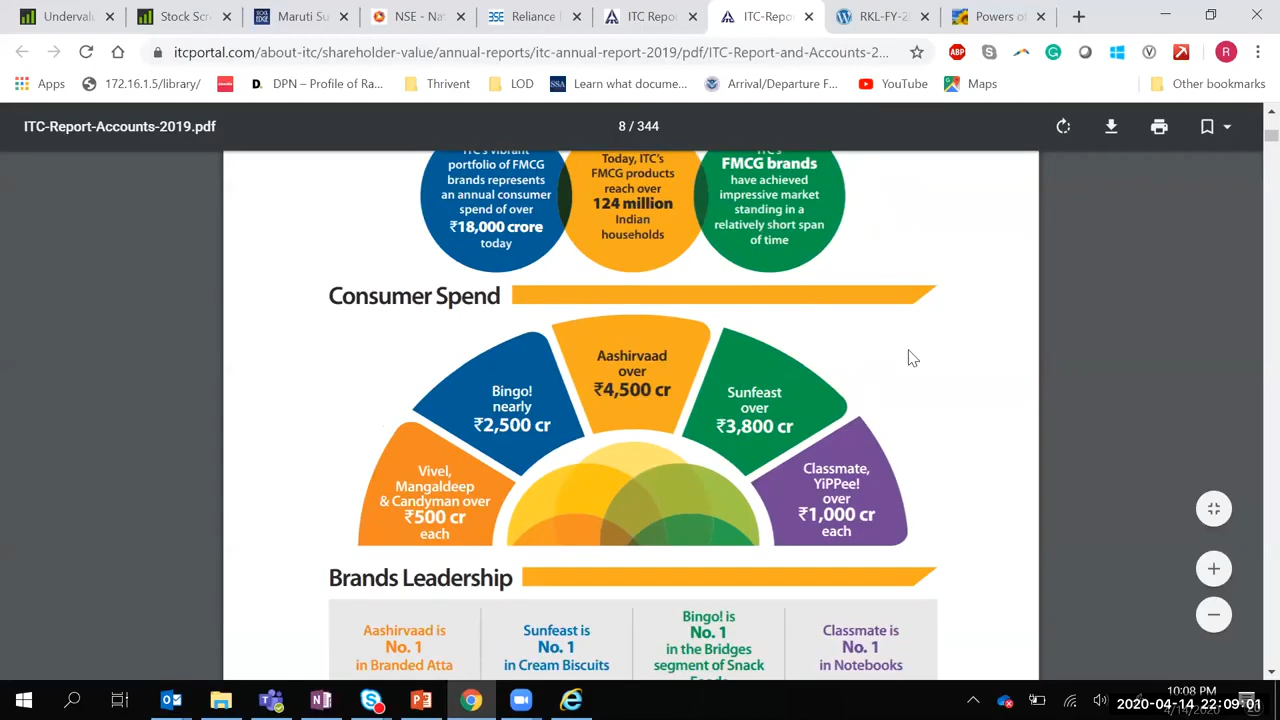 Underval
Stock Scr
Maruti Su
NSE - Nat
Reliance
ITC Repo
ITC-Repor
RKL-FY-2
Powers of
itcportal.com/about-itc/shareholder-value/annual-reports/itc-annual-report-2019/pdf/ITC-Report-and-Accounts-2...
Apps
172.16.1.5/library/
DPN – Profile of Ra...
Thrivent
LOD
Learn what docume...
Arrival/Departure F...
YouTube
Maps
Other bookmarks
ITC-Report-Accounts-2019.pdf
8 / 344
ITC's vibrant
portfolio of FMCG
brands represents
an annual consumer
spend of over
₹18,000 crore
today
Today, ITC's
FMCG products
reach over
124 million
Indian
households
ITC's
FMCG brands
have achieved
impressive market
standing in a
relatively short span
of time
Consumer Spend
Vivel,
Mangaldeep
& Candyman over
₹500 cr
each
Bingo!
nearly
₹2,500 cr
Aashirvaad
over
₹4,500 cr
Sunfeast
over
₹3,800 cr
Classmate,
YiPPee!
over
₹1,000 cr
each
Brands Leadership
Aashirvaad is
No. 1
in Branded Atta
Sunfeast is
No. 1
in Cream Biscuits
Bingo! is
No. 1
in the Bridges
segment of Snack
Foods
Classmate is
No. 1
in Notebooks
10:08 PM
4/14/2020
2020-04-14 22:09:01